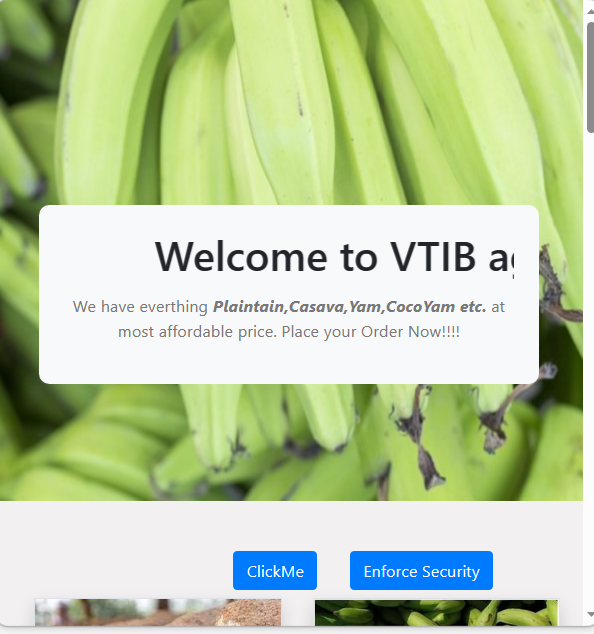 Welcome to VTIB ag
We have everthing Plaintain,Casava,Yam,CocoYam etc. at
most affordable price. Place your Order Now!!!!
ClickMe
Enforce Security